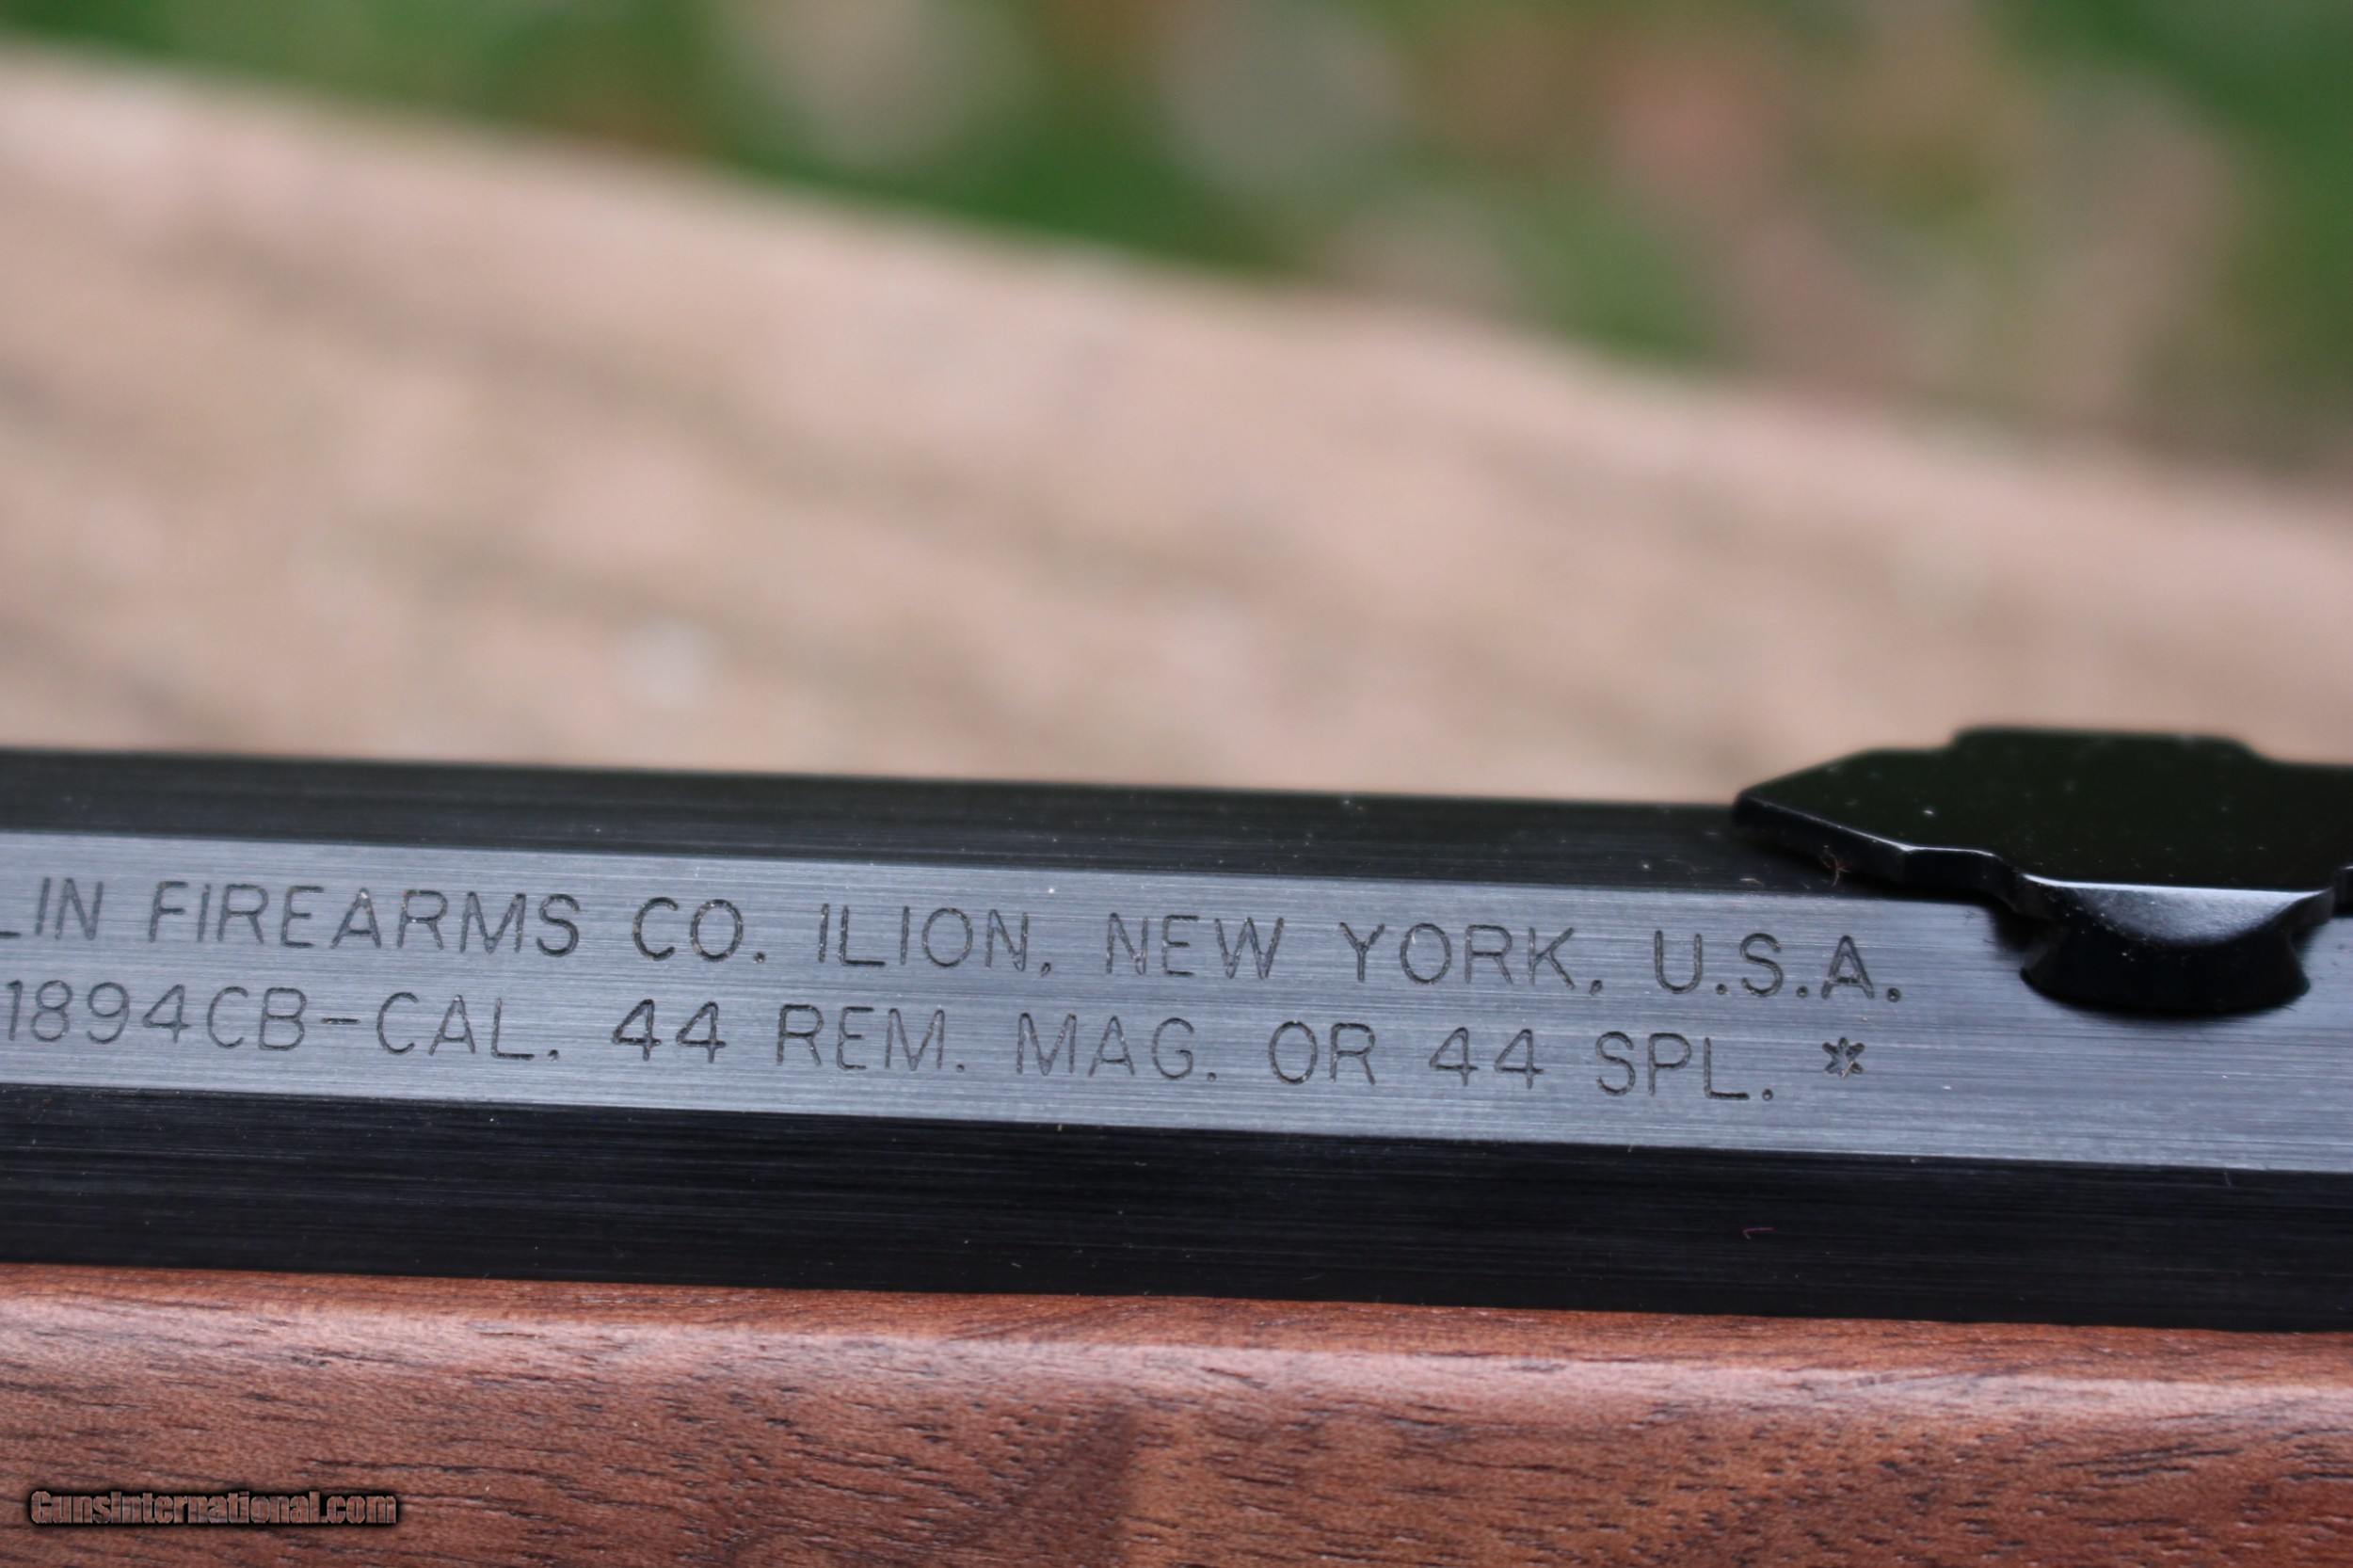 LIN FIREARMS CO. ILION, NEW YORK, U.S.A.
1894CB-CAL. 44 REM. MAG. OR 44 SPL. *
GunsInternational.com